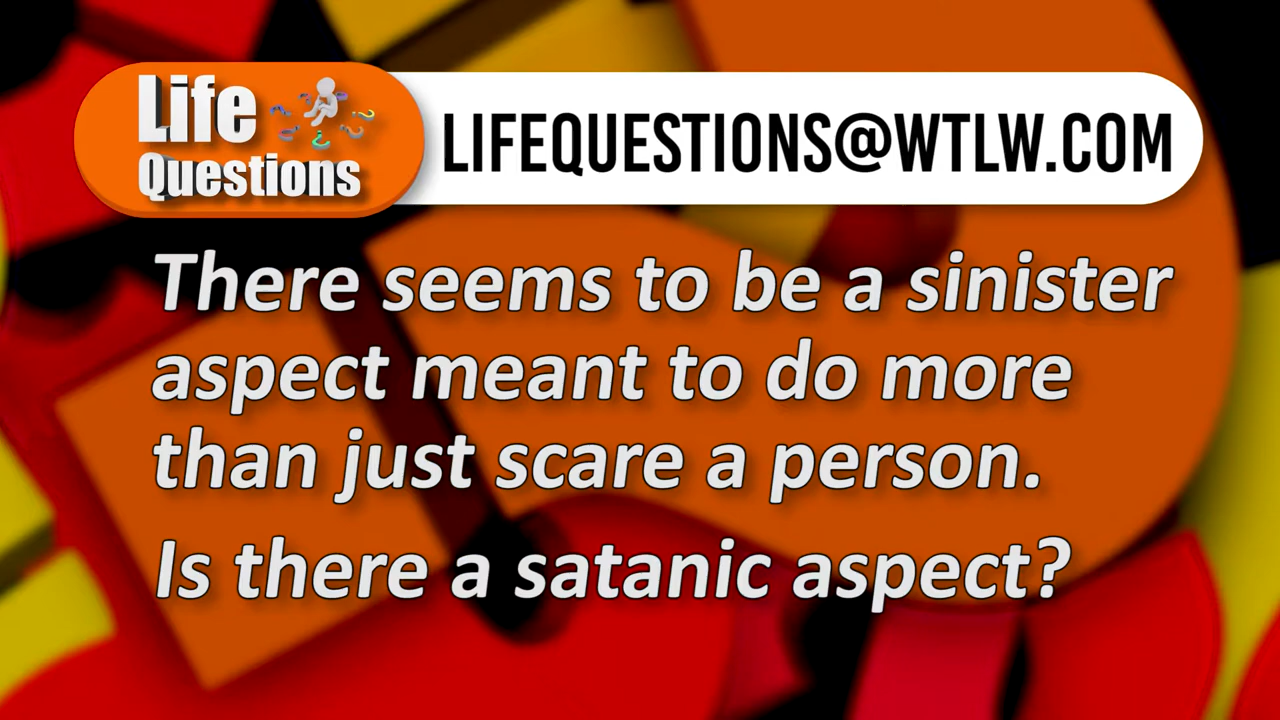 Life
Questions
LIFEQUESTIONS@WTLW.COM
There seems to be a sinister
aspect meant to do more
than just scare a person.
Is there a satanic aspect?